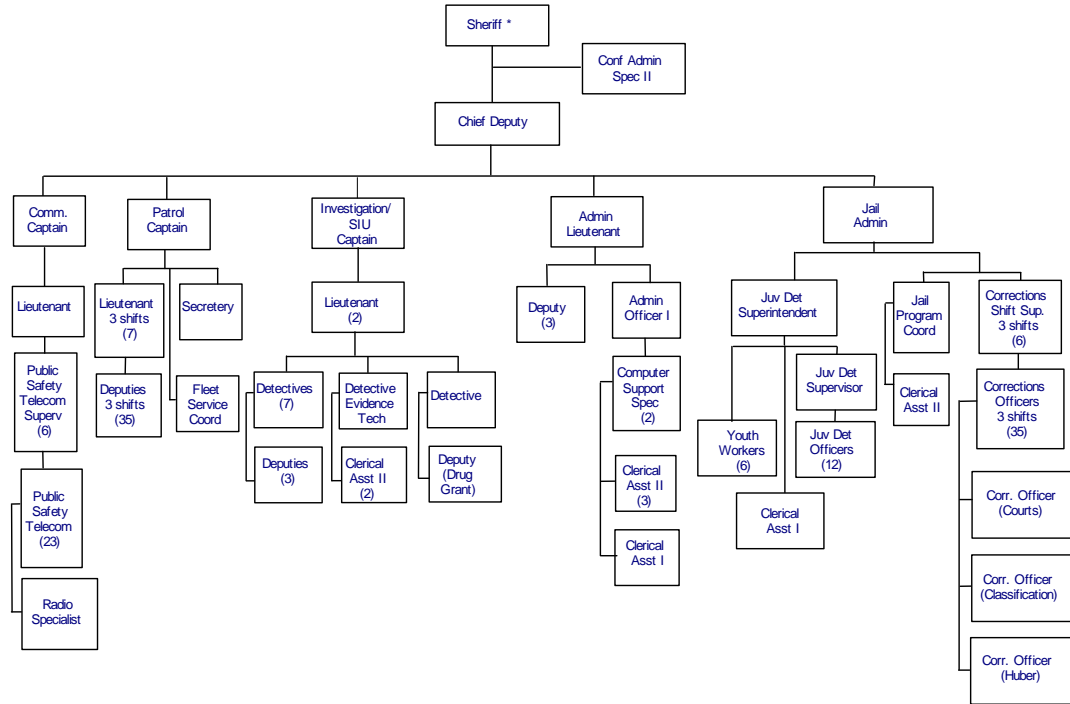 Sheriff *
Conf Admin
Spec II
Chief Deputy
Comm.
Captain
Patrol
Captain
Investigation/
SIU
Captain
Admin
Lieutenant
Jail
Admin
Lieutenant
Lieutenant
3 shifts
(7)
Secretery
Lieutenant
(2)
Deputy
(3)
Admin
Officer I
Juv Det
Superintendent
Jail
Program
Coord
Corrections
Shift Sup.
3 shifts
(6)
Public
Safety
Telecom
Superv
(6)
Deputies
3 shifts
(35)
Fleet
Service
Coord
Detectives
(7)
Detective
Evidence
Tech
Detective
Computer
Support
Spec
(2)
Juv Det
Supervisor
Clerical
Asst II
Corrections
Officers
3 shifts
(35)
Youth
Workers
(6)
Juv Det
Officers
(12)
Public
Safety
Telecom
(23)
Deputies
(3)
Clerical
Asst II
(2)
Deputy
(Drug
Grant)
Clerical
Asst II
(3)
Clerical
Asst I
Corr. Officer
(Courts)
Radio
Specialist
Clerical
Asst I
Corr. Officer
(Classification)
Corr. Officer
(Huber)